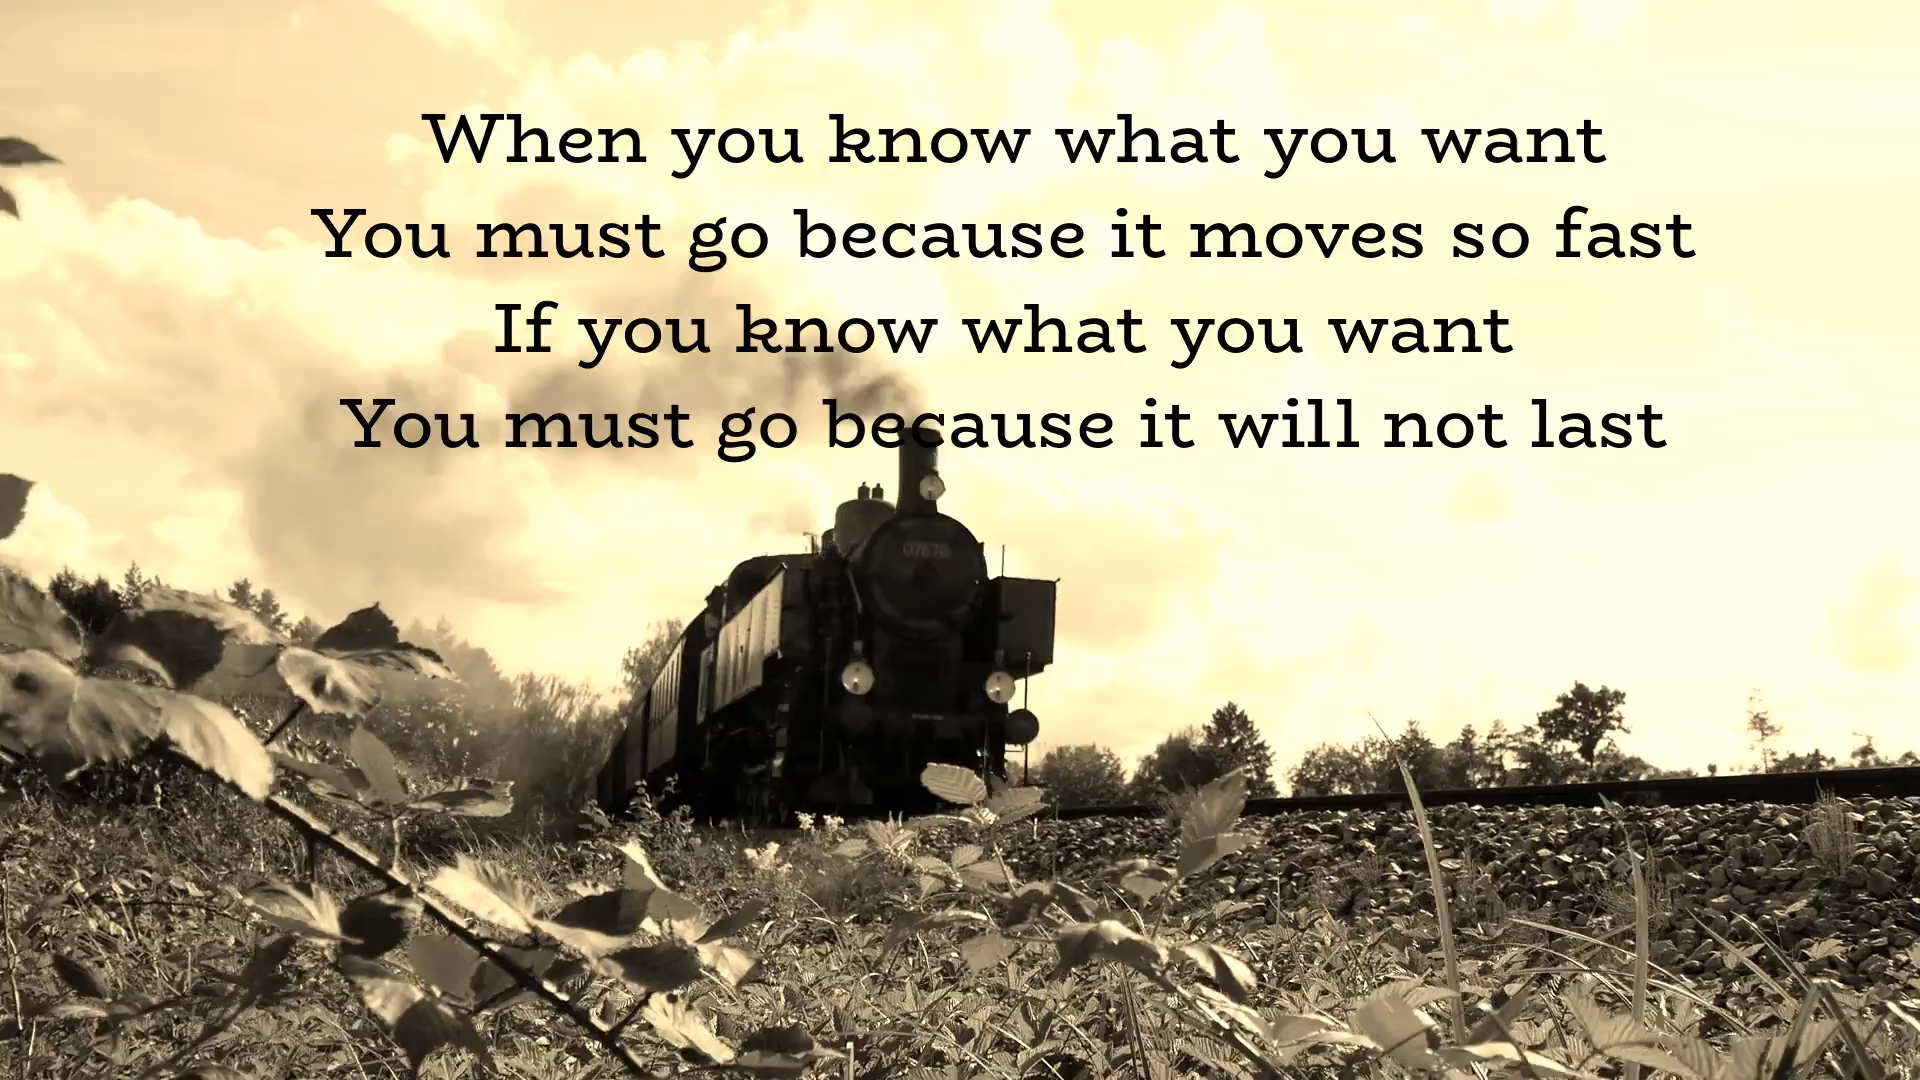 When you know what you want
You must go because it moves so fast
If you know what you want
You must go because it will not last